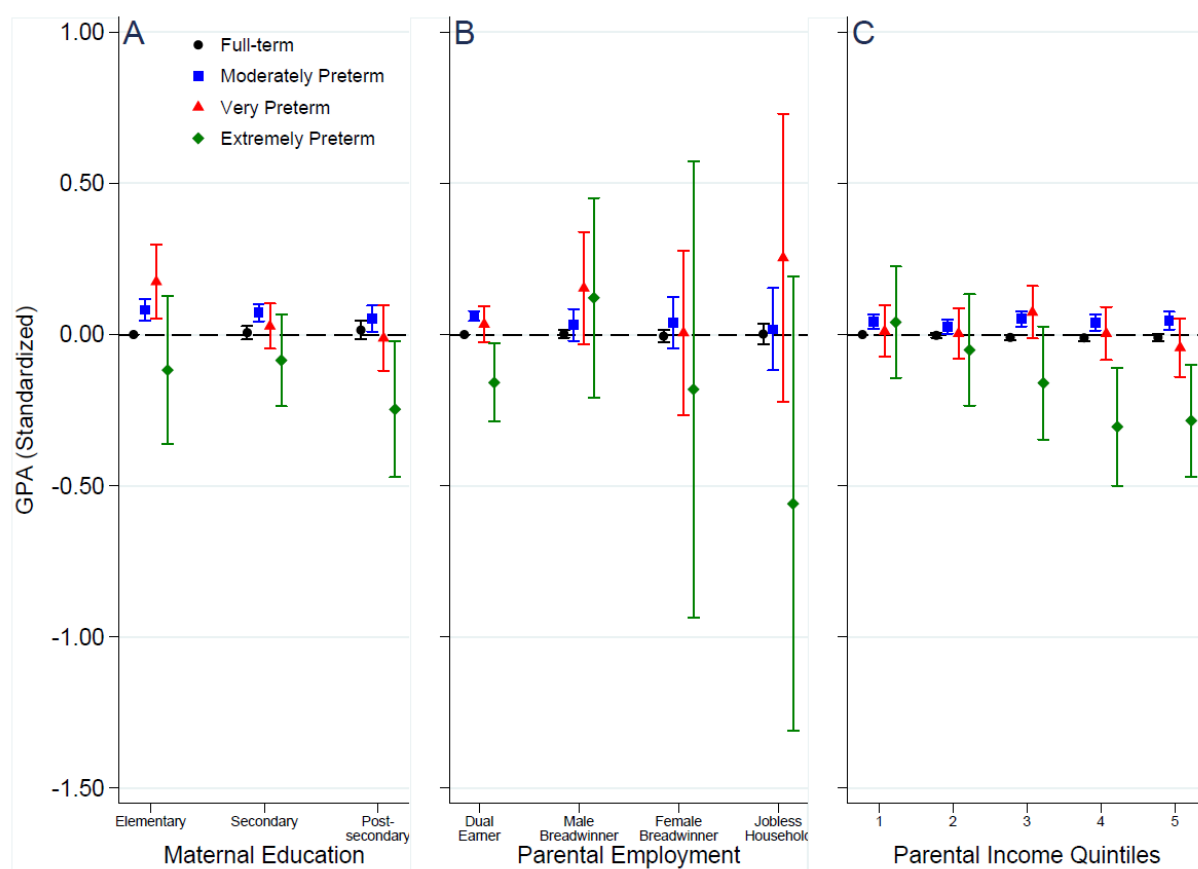 A
B
C
Full-term
Moderately Preterm
Very Preterm
Extremely Preterm
GPA (Standardized)
1.00
0.50
0.00
-0.50
-1.00
-1.50
Elementary
Secondary
Post-
secondary
Maternal Education
Dual
Earner
Male
Breadwinner
Female
Breadwinner
Jobless
Household
Parental Employment
1 2 3 4 5
Parental Income Quintiles